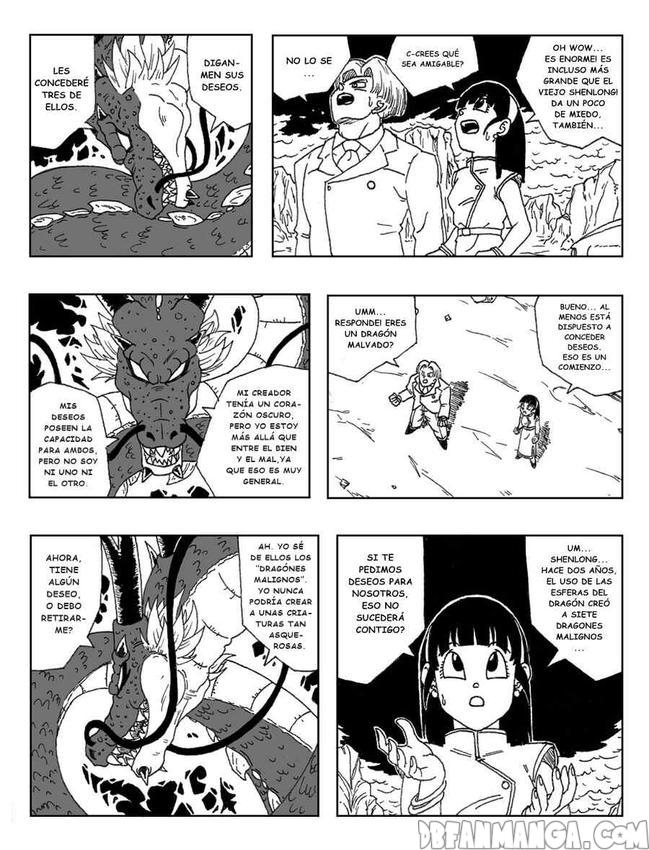 OH WOW...
ES ENORME! ES
INCLUSO MÁS
GRANDE QUE EL
VIEJO SHENLONG!
DA UN POCO
DE MIEDO,
TAMBIÉN...
C-CREES QUÉ
SEA AMIGABLE?
NO LO SE
...
DIGAN-
MEN SUS
DESEOS.
LES
CONCEDERÉ
TRES DE
ELLOS.
BUENO... AL
MENOS ESTÁ
DISPUESTO A
CONCEDER
DESEOS.
ESO ES UN
COMIENZO...
UMM...
RESPONDE! ERES
UN DRAGÓN
MALVADO?
MI CREADOR
TENÍA UN CORA-
ZÓN OSCURO,
PERO YO ESTOY
MÁS ALLÁ QUE
ENTRE EL BIEN
Y EL MAL,YA
QUE ESO ES MUY
GENERAL.
MIS
DESEOS
POSEEN LA
CAPACIDAD
PARA AMBOS,
PERO NO SOY
NI UNO NI
EL OTRO.
UM...
SHENLONG...
HACE DOS AÑOS,
EL USO DE LAS
ESFERAS DEL
DRAGÓN CREÓ
A SIETE
DRAGONES
MALIGNOS
SI TE
PEDIMOS
DESEOS PARA
NOSOTROS,
ESO NO
SUCEDERÁ
CONTIGO?
AH. YO SÉ
DE ELLOS LOS
"DRAGÓNES
MALIGNOS".
YO NUNCA
PODRÍA CREAR
A UNAS CRIA-
TURAS TAN
ASQUE-
ROSAS.
AHORA,
TIENE
ALGÚN
DESEO,
O DEBO
RETIRAR-
ME?
DBFANMANGA.COM